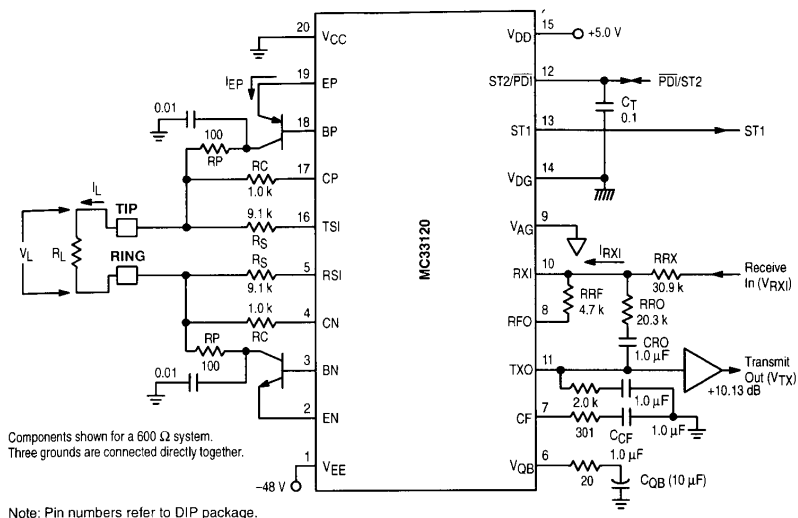 MC33120
20
VCC
19
EP
IEP
0.01
18
BP
100
RP
RC
17
CP
1.0 k
IL
TIP
9.1 k
16
TSI
RS
VL
RL
RING
RS
5
RSI
9.1 k
1.0 k
4
CN
RP
RC
100
0.01
3
BN
2
EN
1
VEE
–48 V
15
VDD
+5.0 V
12
ST2/PDI
PDI/ST2
CT
0.1
13
ST1
ST1
14
VDG
9
VAG
IRXI
10
RXI
RRX
30.9 k
Receive
In (VRXI)
RRF
4.7 k
RRO
20.3 k
8
RFO
CRO
1.0 μF
11
TXO
Transmit
Out (VTX)
+10.13 dB
2.0 k
1.0 μF
7
CF
301
CCF
1.0 μF
1.0 μF
6
VQB
20
CQB (10 μF)
Components shown for a 600 Ω system.
Three grounds are connected directly together.
Note: Pin numbers refer to DIP package.